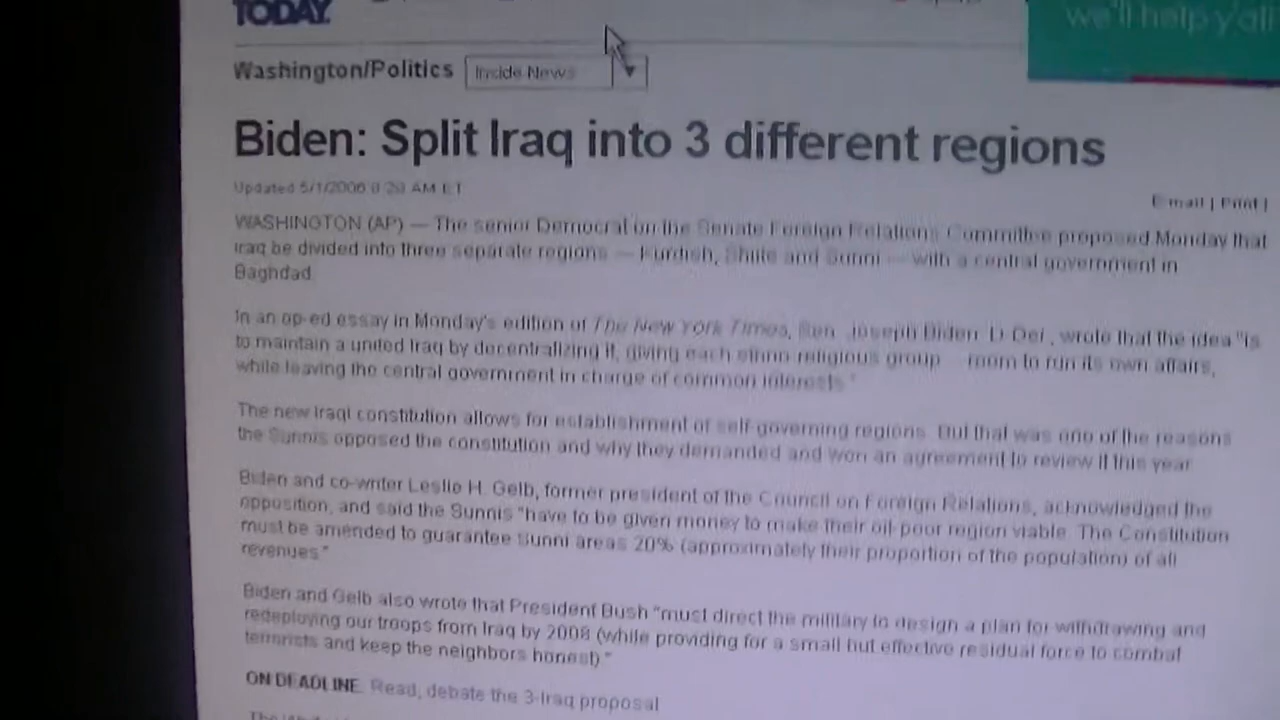 TODAY
we'll help y'all
Washington/Politics Inside News
Biden: Split Iraq into 3 different regions
Updated 5/1/2006 8:29 AM ET
E-mail | Print |
WASHINGTON (AP) — The senior Democrat on the Senate Foreign Relations Committee proposed Monday that
Iraq be divided into three separate regions — Kurdish, Shiite and Sunni — with a central government in
Baghdad.
In an op-ed essay in Monday's edition of The New York Times, Sen. Joseph Biden, D-Del., wrote that the idea "is
to maintain a united Iraq by decentralizing it, giving each ethno-religious group ... room to run its own affairs,
while leaving the central government in charge of common interests."
The new Iraqi constitution allows for establishment of self-governing regions. But that was one of the reasons
the Sunnis opposed the constitution and why they demanded and won an agreement to review it this year.
Biden and co-writer Leslie H. Gelb, former president of the Council on Foreign Relations, acknowledged the
opposition, and said the Sunnis "have to be given money to make their oil-poor region viable. The Constitution
must be amended to guarantee Sunni areas 20% (approximately their proportion of the population) of all
revenues."
Biden and Gelb also wrote that President Bush "must direct the military to design a plan for withdrawing and
redeploying our troops from Iraq by 2008 (while providing for a small but effective residual force to combat
terrorists and keep the neighbors honest)."
ON DEADLINE: Read, debate the 3-Iraq proposal